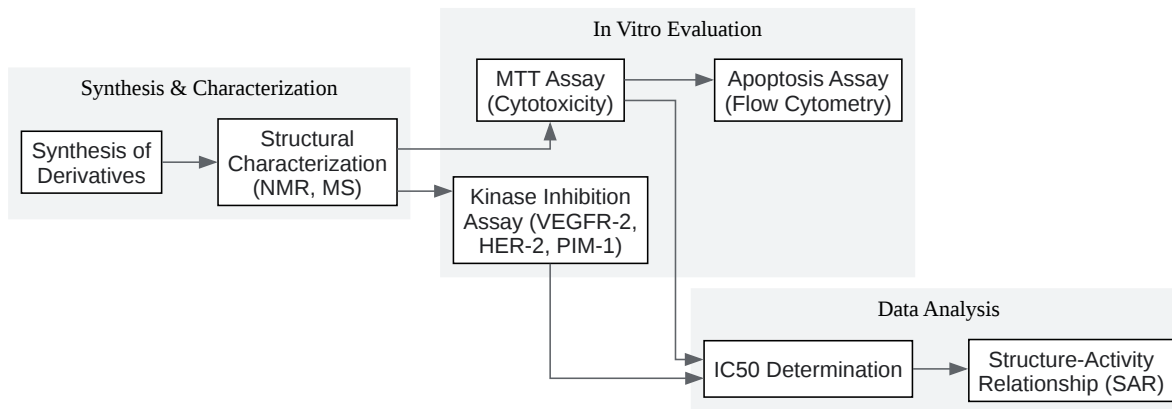 Synthesis & Characterization
Synthesis of
Derivatives
Structural
Characterization
(NMR, MS)
In Vitro Evaluation
MTT Assay
(Cytotoxicity)
Apoptosis Assay
(Flow Cytometry)
Kinase Inhibition
Assay (VEGFR-2,
HER-2, PIM-1)
Data Analysis
IC50 Determination
Structure-Activity
Relationship (SAR)